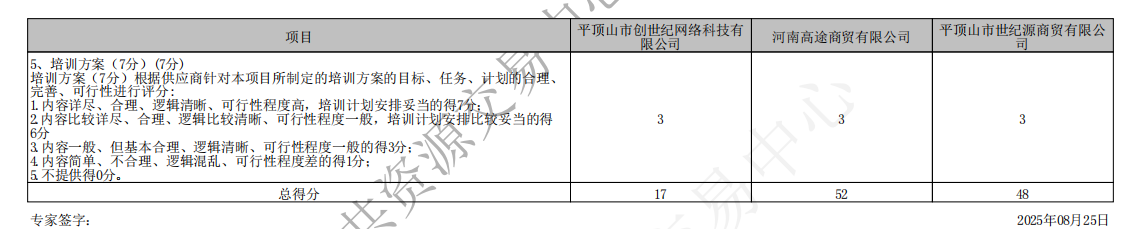 项目
平顶山市创世纪网络科技有
限公司
河南高途商贸有限公司
平顶山市世纪源商贸有限公
司
5、培训方案（7分）(7分)
培训方案（7分）根据供应商针对本项目所制定的培训方案的目标、任务、计划的合理、
完善、可行性进行评分:
1.内容详尽、合理、逻辑清晰、可行性程度高，培训计划安排妥当的得7分;
2.内容比较详尽、合理、逻辑比较清晰、可行性程度一般，培训计划安排比较妥当的得
6分
3.内容一般、但基本合理、逻辑清晰、可行性程度一般的得3分;
4.内容简单、不合理、逻辑混乱、可行性程度差的得1分;
5.不提供得0分。
3
3
3
总得分
17
52
48
专家签字:
2025年08月25日
共资源交易中心
易中心